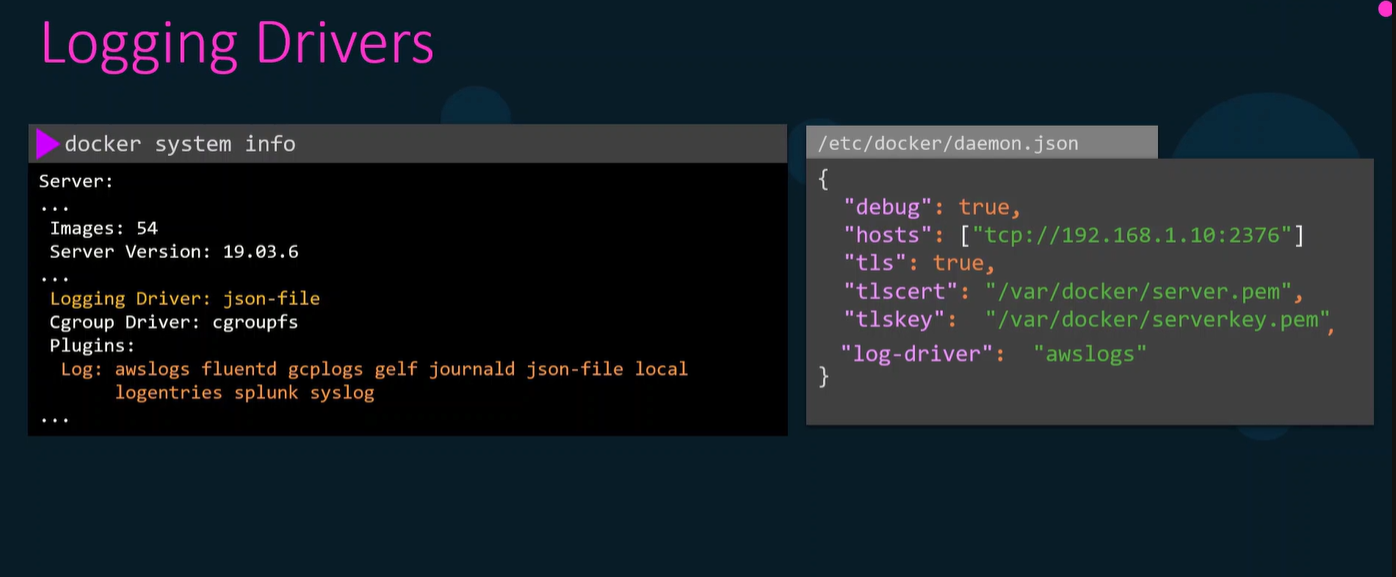 Logging Drivers
docker system info
Server:
...
Images: 54
Server Version: 19.03.6
...
Logging Driver: json-file
Cgroup Driver: cgroupfs
Plugins:
Log: awslogs fluentd gcplogs gelf journald json-file local
logentries splunk syslog
...
/etc/docker/daemon.json
{
"debug": true,
"hosts": ["tcp://192.168.1.10:2376"]
"tls": true,
"tlscert": "/var/docker/server.pem",
"tlskey": "/var/docker/serverkey.pem",
"log-driver": "awslogs"
}